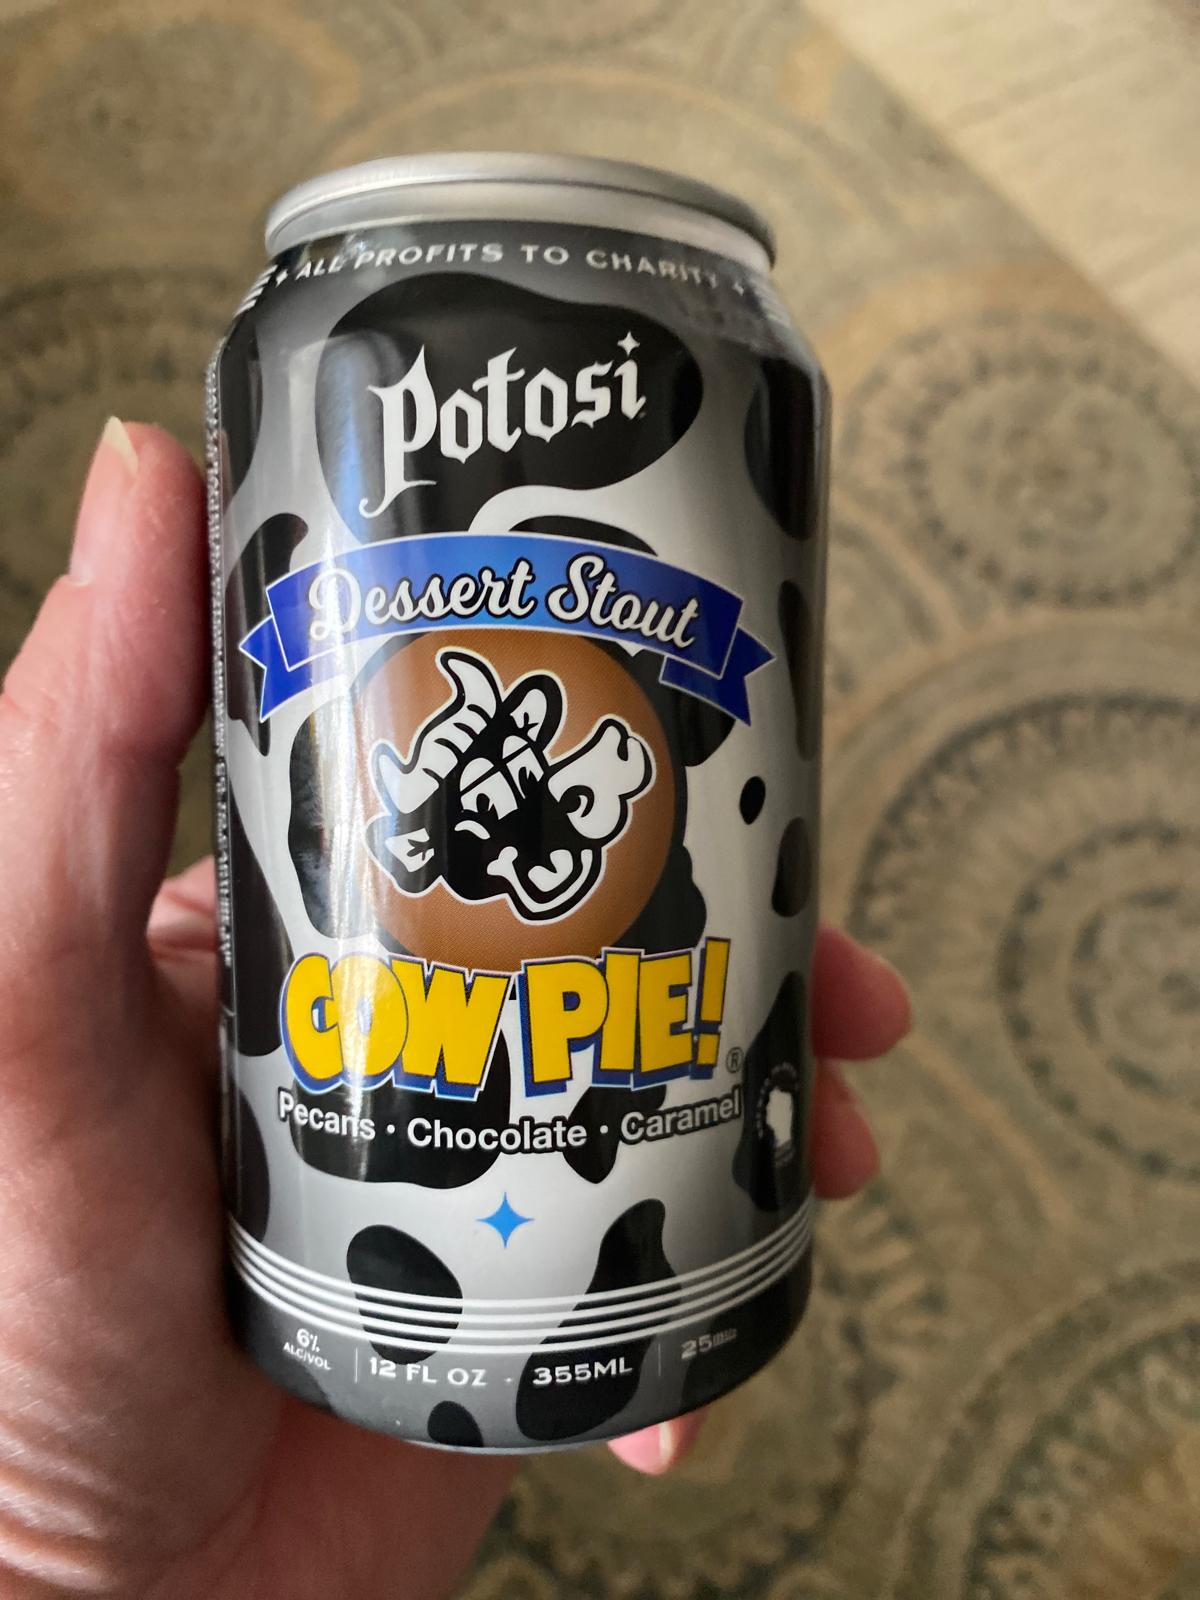 ALL PROFITS TO CHARITY
Potosi
Dessert Stout
COW PIE!®
Pecans • Chocolate • Caramel
6%
ALC/VOL
12 FL OZ - 355ML
25